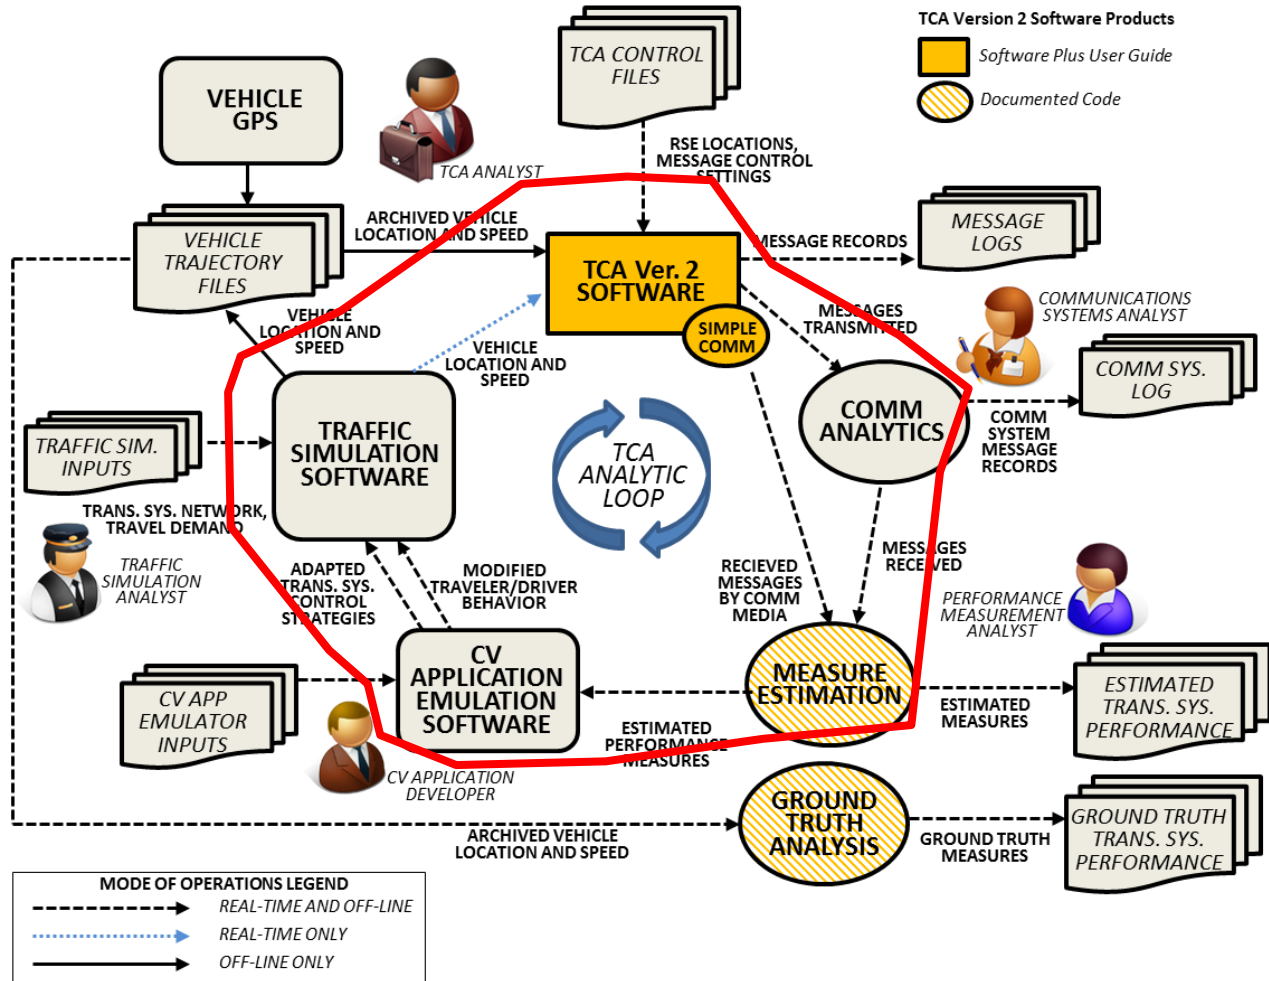 TCA Version 2 Software Products
Software Plus User Guide
Documented Code
TCA CONTROL
FILES
VEHICLE
GPS
TCA ANALYST
RSE LOCATIONS,
MESSAGE CONTROL
SETTINGS
ARCHIVED VEHICLE
LOCATION AND SPEED
VEHICLE
TRAJECTORY
FILES
MESSAGE RECORDS
MESSAGE
LOGS
TCA Ver. 2
SOFTWARE
SIMPLE
COMM
MESSAGES
TRANSMITTED
COMMUNICATIONS
SYSTEMS ANALYST
VEHICLE
LOCATION AND
SPEED
VEHICLE
LOCATION AND
SPEED
COMM SYS.
LOG
COMM
ANALYTICS
COMM
SYSTEM
MESSAGE
RECORDS
TRAFFIC SIM.
INPUTS
TRAFFIC
SIMULATION
SOFTWARE
TCA
ANALYTIC
LOOP
TRANS. SYS. NETWORK,
TRAVEL DEMAND
TRAFFIC
SIMULATION
ANALYST
ADAPTED
TRANS. SYS.
CONTROL
STRATEGIES
MODIFIED
TRAVELER/DRIVER
BEHAVIOR
RECIEVED
MESSAGES
BY COMM
MEDIA
MESSAGES
RECEIVED
PERFORMANCE
MEASUREMENT
ANALYST
CV APP
EMULATOR
INPUTS
CV
APPLICATION
EMULATION
SOFTWARE
MEASURE
ESTIMATION
ESTIMATED
MEASURES
ESTIMATED
TRANS. SYS.
PERFORMANCE
ESTIMATED
PERFORMANCE
MEASURES
CV APPLICATION
DEVELOPER
GROUND
TRUTH
ANALYSIS
GROUND TRUTH
MEASURES
GROUND TRUTH
TRANS. SYS.
PERFORMANCE
ARCHIVED VEHICLE
LOCATION AND SPEED
MODE OF OPERATIONS LEGEND
REAL-TIME AND OFF-LINE
REAL-TIME ONLY
OFF-LINE ONLY